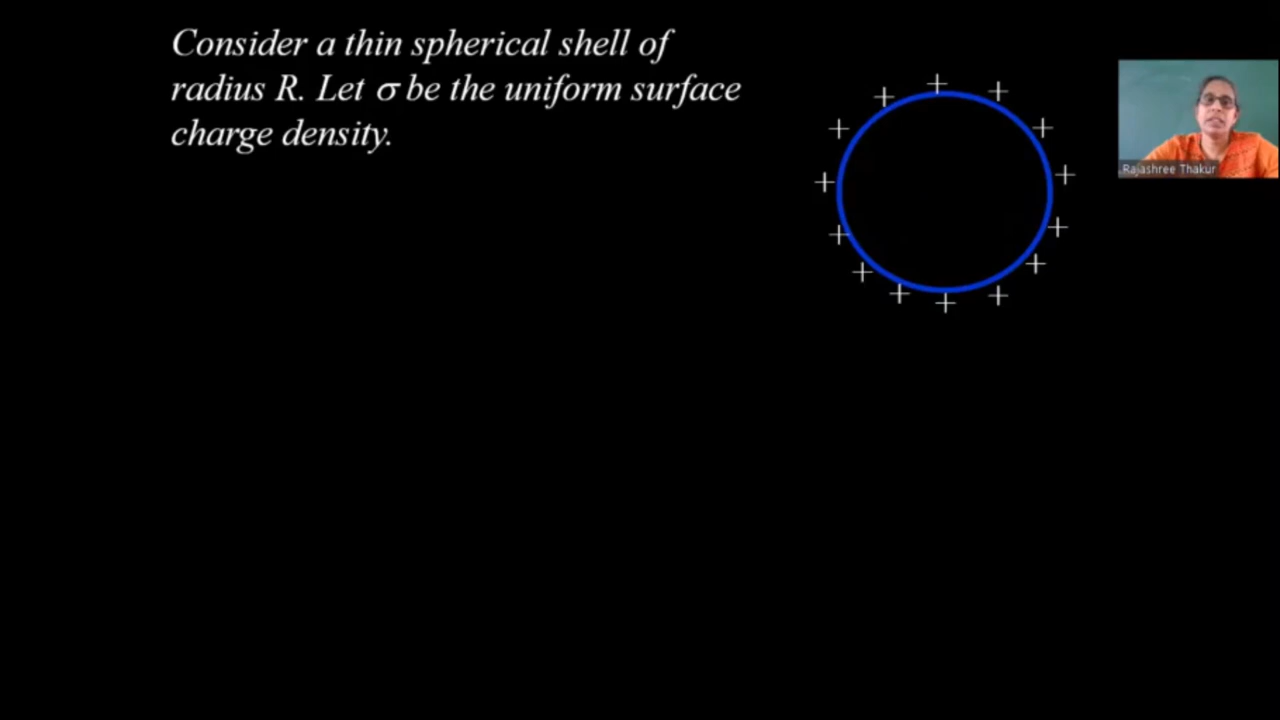 Consider a thin spherical shell of
radius R. Let σ be the uniform surface
charge density.
Rajashree Thakur